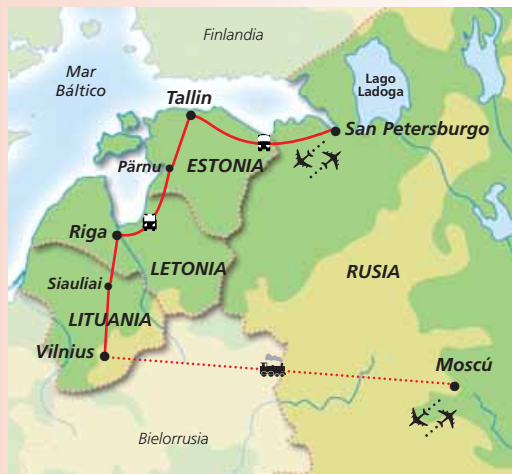 Finlandia
Mar
Báltico
Lago
Ladoga
Tallin
San Petersburgo
Pärnu
ESTONIA
Riga
LETONIA
RUSIA
Siauliai
LITUANIA
Vilnius
Moscú
Bielorrusia